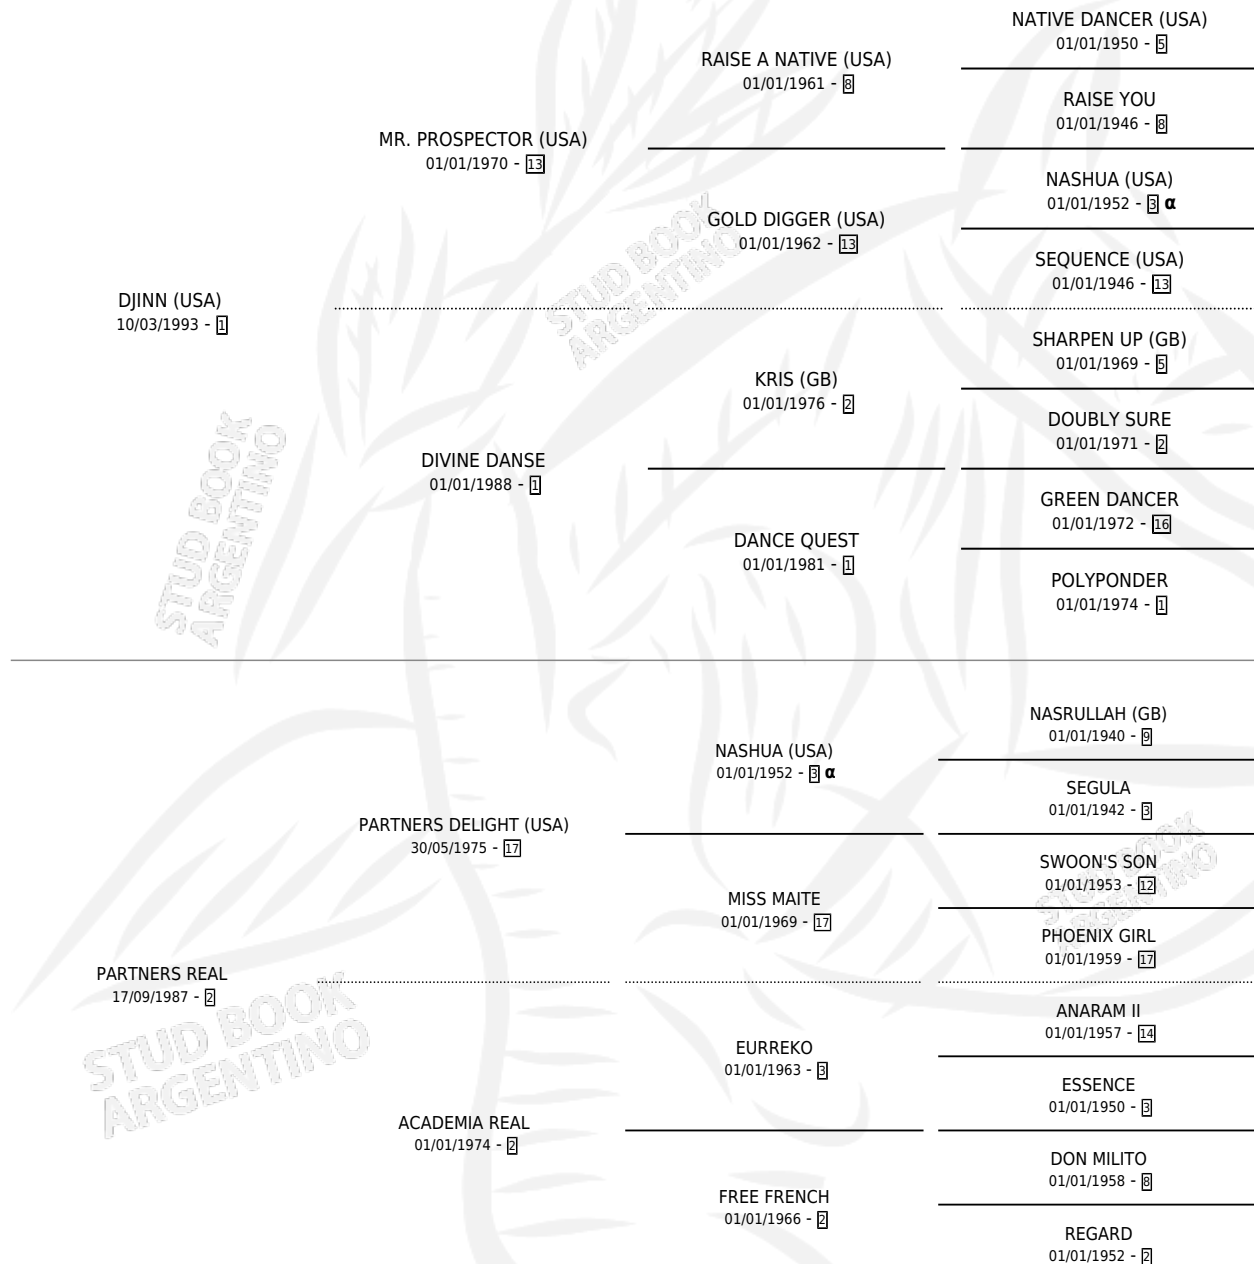 NATIVE DANCER (USA)
01/01/1950 - 5
RAISE A NATIVE (USA)
01/01/1961 - 8
RAISE YOU
01/01/1946 - 8
MR. PROSPECTOR (USA)
01/01/1970 - 13
NASHUA (USA)
01/01/1952 - 3 α
GOLD DIGGER (USA)
01/01/1962 - 13
SEQUENCE (USA)
01/01/1946 - 13
DJINN (USA)
10/03/1993 - 1
SHARPEN UP (GB)
01/01/1969 - 5
KRIS (GB)
01/01/1976 - 2
DOUBLY SURE
01/01/1971 - 2
DIVINE DANSE
01/01/1988 - 1
GREEN DANCER
01/01/1972 - 16
DANCE QUEST
01/01/1981 - 1
POLYPONDER
01/01/1974 - 1
NASRULLAH (GB)
01/01/1940 - 9
NASHUA (USA)
01/01/1952 - 3 α
SEGULA
01/01/1942 - 3
PARTNERS DELIGHT (USA)
30/05/1975 - 17
SWOON'S SON
01/01/1953 - 12
MISS MAITE
01/01/1969 - 17
PHOENIX GIRL
01/01/1959 - 17
PARTNERS REAL
17/09/1987 - 2
ANARAM II
01/01/1957 - 14
EURREKO
01/01/1963 - 3
ESSENCE
01/01/1950 - 3
ACADEMIA REAL
01/01/1974 - 2
DON MILITO
01/01/1958 - 8
FREE FRENCH
01/01/1966 - 2
REGARD
01/01/1952 - 2
STUD BOOK
ARGENTINO
STUD BOOK
ARGENTINO
STUD BOOK
ARGENTINO
STUD BOOK
ARGENTINO